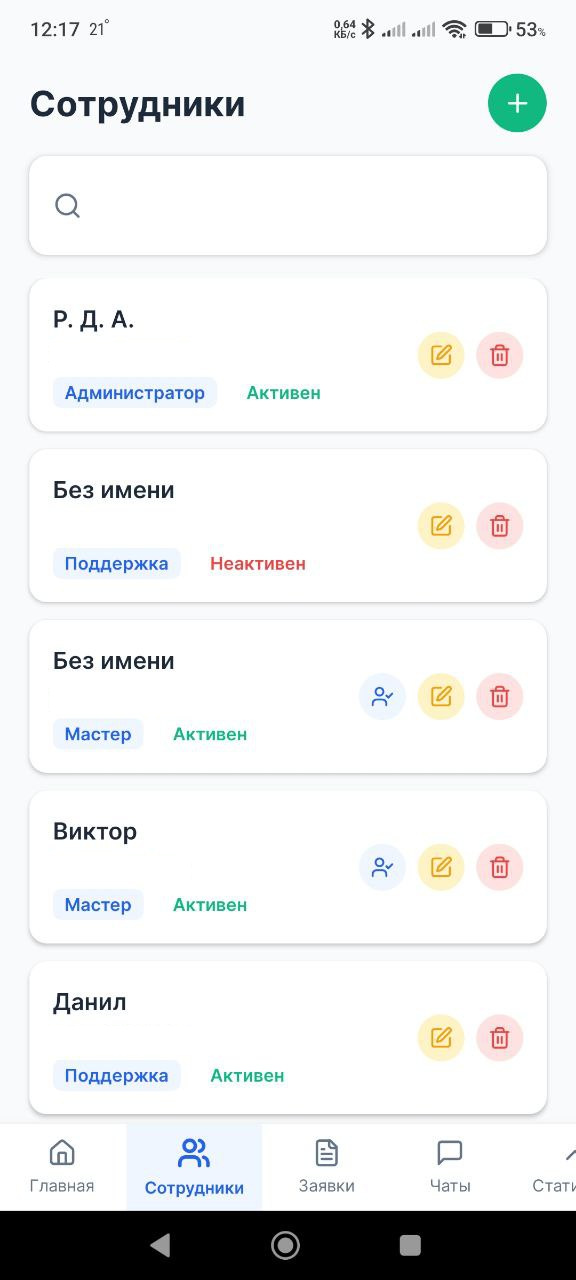 12:17 21° 0,64 КБ/с 53%
Сотрудники
Р. Д. А.
Администратор Активен
Без имени
Поддержка Неактивен
Без имени
Мастер Активен
Виктор
Мастер Активен
Данил
Поддержка Активен
Главная Сотрудники Заявки Чаты Стати